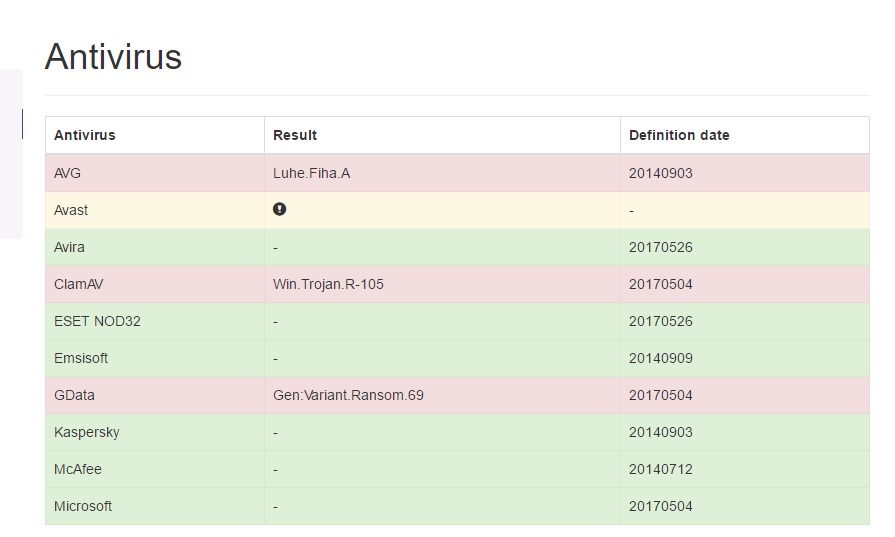 Antivirus
Antivirus Result Definition date
AVG Luhe.Fiha.A 20140903
Avast ! -
Avira - 20170526
ClamAV Win.Trojan.R-105 20170504
ESET NOD32 - 20170526
Emsisoft - 20140909
GData Gen:Variant.Ransom.69 20170504
Kaspersky - 20140903
McAfee - 20140712
Microsoft - 20170504